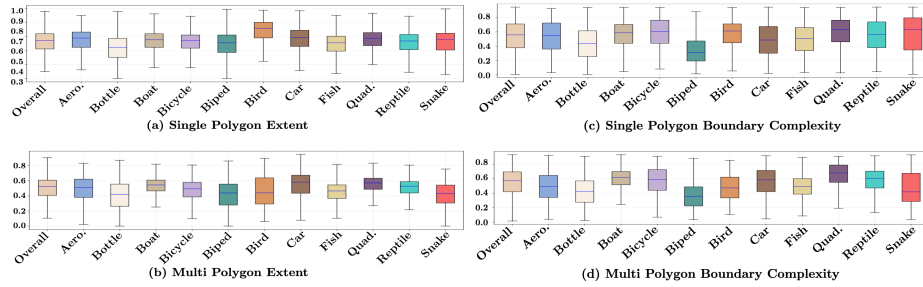 1.0
0.9
0.8
0.7
0.6
0.5
0.4
0.3
Overall Aero. Bottle Boat Bicycle Biped Bird Car Fish Quad. Reptile Snake
(a) Single Polygon Extent
0.8
0.6
0.4
0.2
0.0
Overall Aero. Bottle Boat Bicycle Biped Bird Car Fish Quad. Reptile Snake
(b) Multi Polygon Extent
0.8
0.6
0.4
0.2
0.0
Overall Aero. Bottle Boat Bicycle Biped Bird Car Fish Quad. Reptile Snake
(c) Single Polygon Boundary Complexity
0.8
0.6
0.4
0.2
0.0
Overall Aero. Bottle Boat Bicycle Biped Bird Car Fish Quad. Reptile Snake
(d) Multi Polygon Boundary Complexity